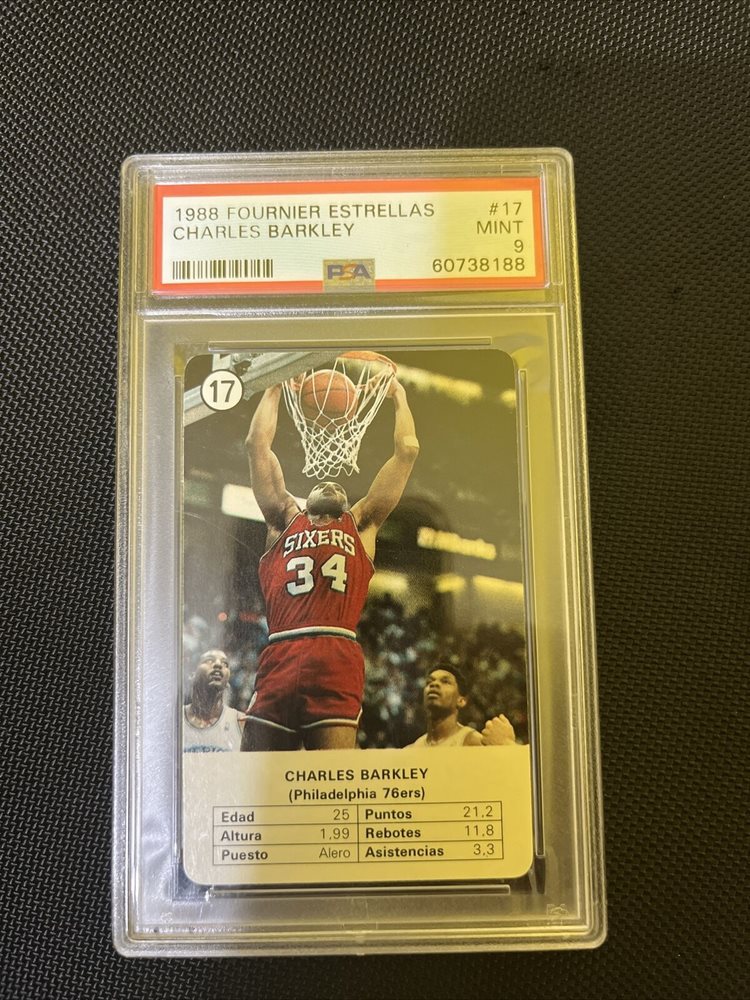 1988 FOURNIER ESTRELLAS #17
CHARLES BARKLEY MINT
9
PSA 60738188
17
SIXERS
34
CHARLES BARKLEY
(Philadelphia 76ers)
Edad 25 Puntos 21,2
Altura 1,99 Rebotes 11,8
Puesto Alero Asistencias 3,3